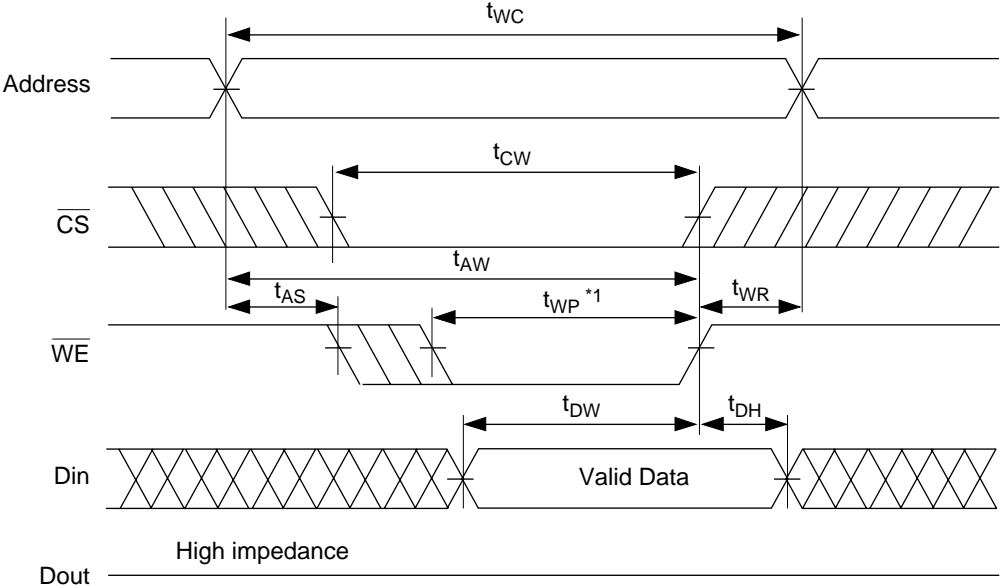 tWC
Address
tCW
CS
tAW
tAS
tWP *1
tWR
WE
tDW
tDH
Din
Valid Data
High impedance
Dout